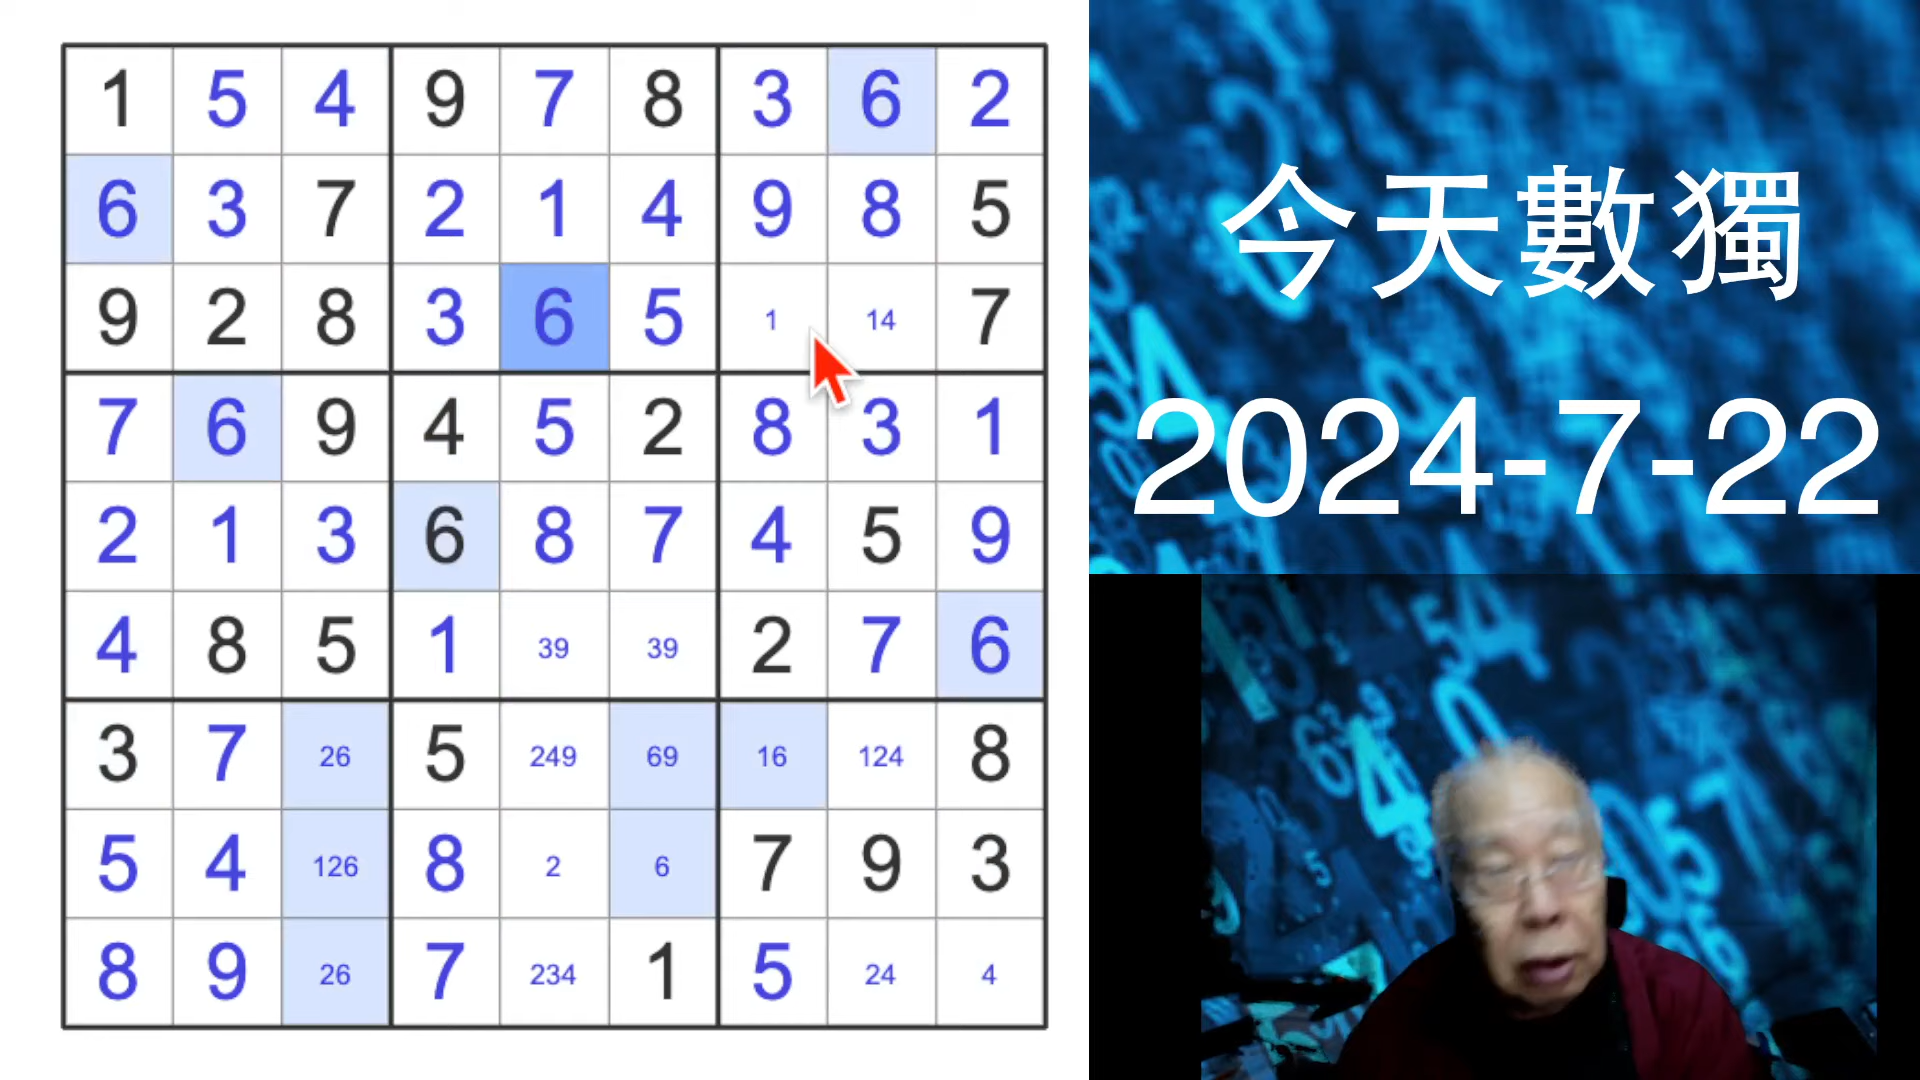 1 5 4 9 7 8 3 6 2
6 3 7 2 1 4 9 8 5
9 2 8 3 6 5 1 14 7
7 6 9 4 5 2 8 3 1
2 1 3 6 8 7 4 5 9
4 8 5 1 39 39 2 7 6
3 7 26 5 249 69 16 124 8
5 4 126 8 2 6 7 9 3
8 9 26 7 234 1 5 24 4
今天數獨
2024-7-22